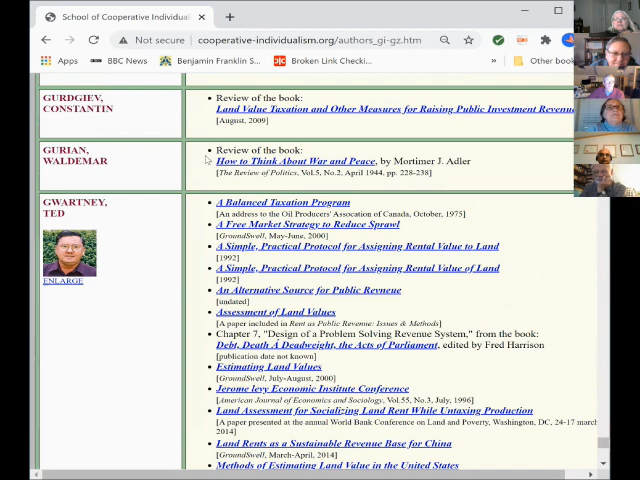 School of Cooperative Individuali
Not secure
cooperative-individualism.org/authors_gi-gz.htm
Apps
BBC News
Benjamin Franklin S...
Broken Link Checki...
»
Other book
GURDGIEV, CONSTANTIN
Review of the book:
Land Value Taxation and Other Measures for Raising Public Investment Revenu
[August, 2009]
GURIAN, WALDEMAR
Review of the book:
How to Think About War and Peace, by Mortimer J. Adler
[The Review of Politics, Vol.5, No.2, April 1944, pp. 228-238]
GWARTNEY, TED
ENLARGE
A Balanced Taxation Program
[An address to the Oil Producers' Assocation of Canada, October, 1975]
A Free Market Strategy to Reduce Sprawl
[GroundSwell, May-June, 2000]
A Simple, Practical Protocol for Assigning Rental Value to Land
[1992]
A Simple, Practical Protocol for Assigning Rental Value of Land
[1992]
An Alternative Source for Public Revneue
[undated]
Assessment of Land Values
[A paper included in Rent as Public Revenue: Issues & Methods]
Chapter 7, "Design of a Problem Solving Revenue System," from the book:
Debt, Death Á Deadweight, the Acts of Parliament, edited by Fred Harrison
[publication date not known]
Estimating Land Values
[GroundSwell, July-August, 2000]
Jerome levy Economic Institute Conference
[American Journal of Economics and Sociology, Vol.55, No.3, July, 1996]
Land Assessment for Socializing Land Rent While Untaxing Production
[A paper presented at the annual World Bank Conference on Land and Poverty, Washington, DC, 24-17 march
2014]
Land Rents as a Sustainable Revenue Base for China
[GroundSwell, March-April, 2014]
Methods of Estimating Land Value in the United States